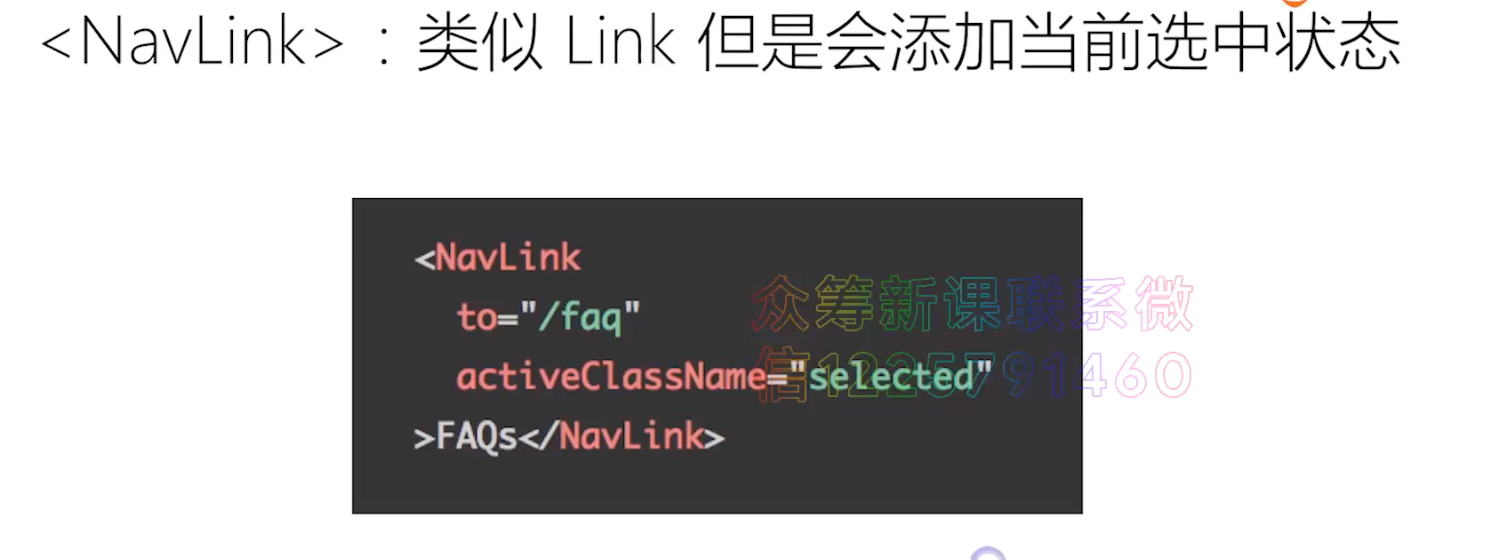 <NavLink>：类似 Link 但是会添加当前选中状态
<NavLink
to="/faq"
activeClassName="selected"
>FAQs</NavLink>
众筹新课联系微
信1225791460